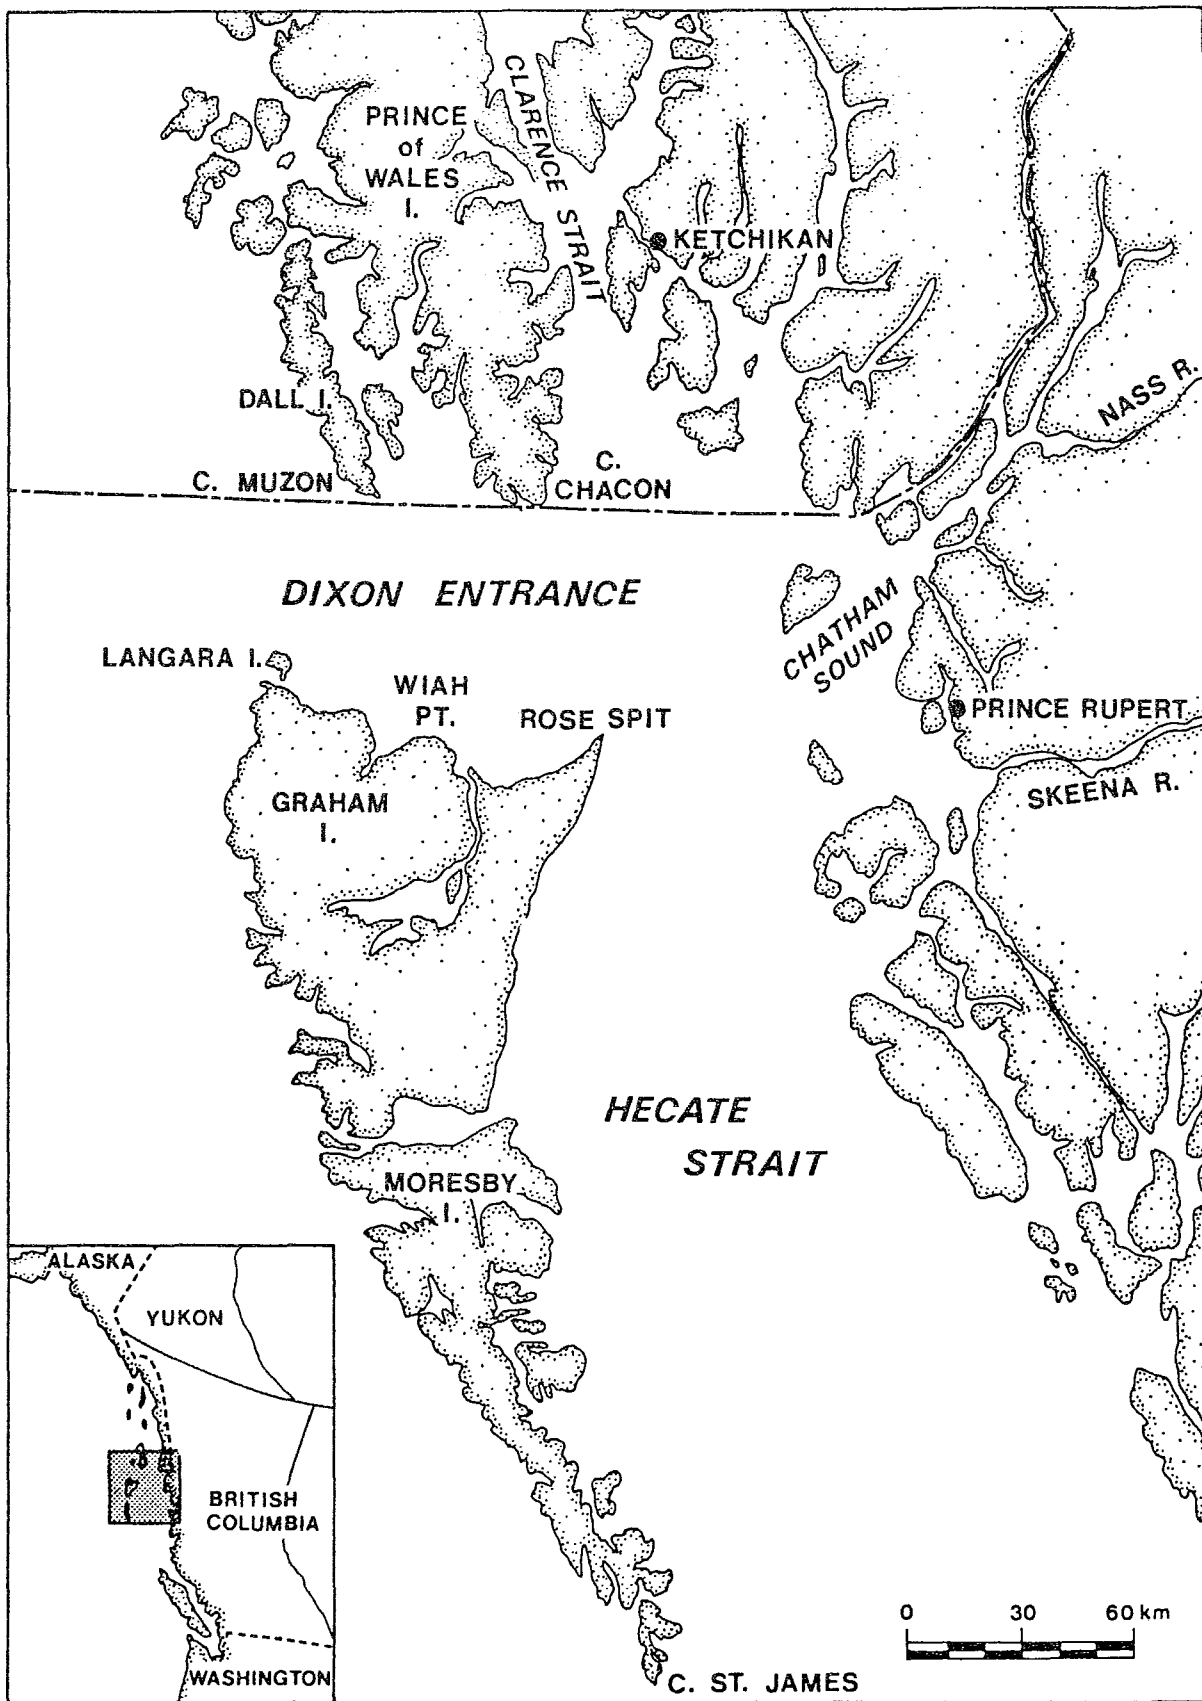 CLARENCE STRAIT
PRINCE
of
WALES
I.
KETCHIKAN
DALL I.
NASS R.
C. MUZON
C.
CHACON
DIXON ENTRANCE
CHATHAM
SOUND
LANGARA I.
WIAH
PT.
ROSE SPIT
PRINCE RUPERT
GRAHAM
I.
SKEENA R.
HECATE
STRAIT
MORESBY
I.
ALASKA
YUKON
BRITISH
COLUMBIA
WASHINGTON
0 30 60 km
C. ST. JAMES